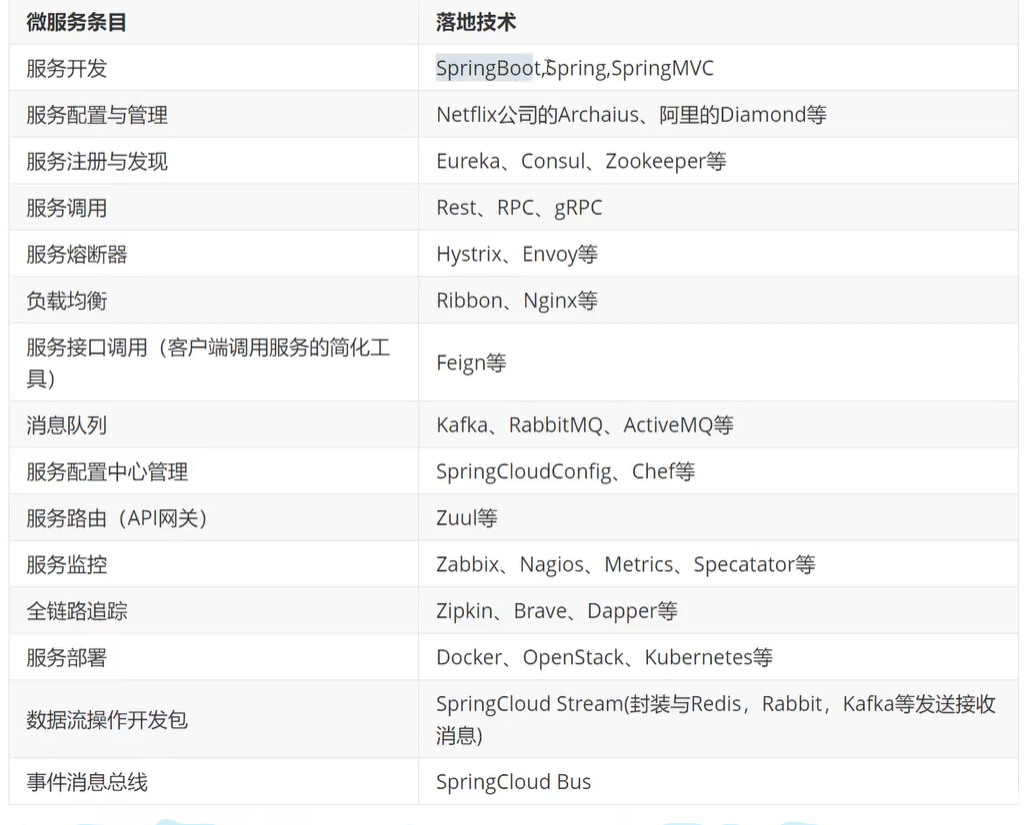 微服务条目 落地技术
服务开发 SpringBoot,Spring,SpringMVC
服务配置与管理 Netflix公司的Archaius、阿里的Diamond等
服务注册与发现 Eureka、Consul、Zookeeper等
服务调用 Rest、RPC、gRPC
服务熔断器 Hystrix、Envoy等
负载均衡 Ribbon、Nginx等
服务接口调用（客户端调用服务的简化工
具）
Feign等
消息队列 Kafka、RabbitMQ、ActiveMQ等
服务配置中心管理 SpringCloudConfig、Chef等
服务路由（API网关） Zuul等
服务监控 Zabbix、Nagios、Metrics、Specatator等
全链路追踪 Zipkin、Brave、Dapper等
服务部署 Docker、OpenStack、Kubernetes等
数据流操作开发包
SpringCloud Stream(封装与Redis，Rabbit，Kafka等发送接收
消息)
事件消息总线 SpringCloud Bus